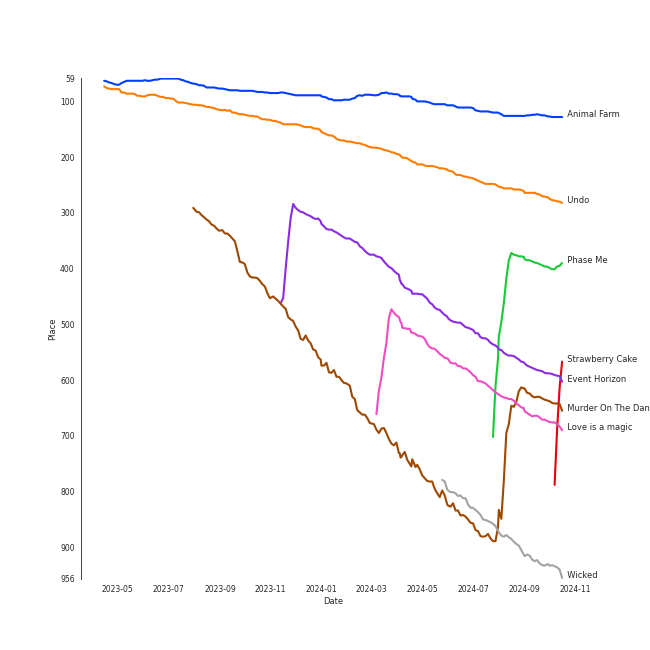 59
100
200
300
400
500
600
700
800
900
956
Place
Animal Farm
Undo
Phase Me
Strawberry Cake
Event Horizon
Murder On The Dan
Love is a magic
Wicked
2023-05 2023-07 2023-09 2023-11 2024-01 2024-03 2024-05 2024-07 2024-09 2024-11
Date